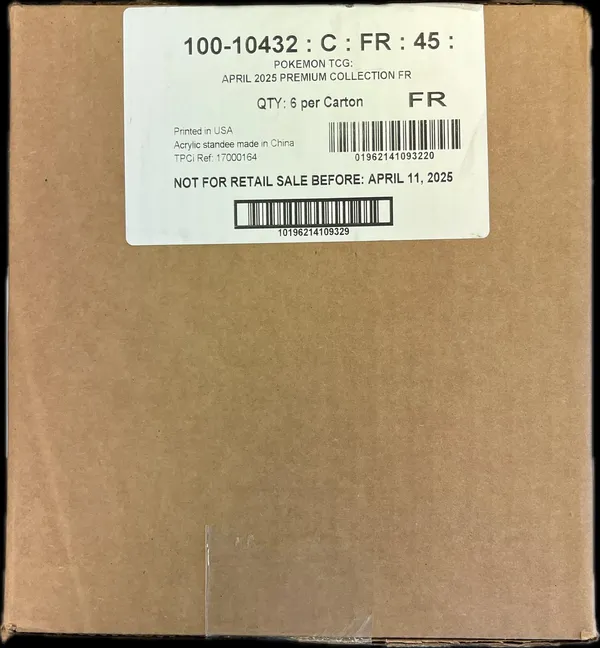 100-10432 : C : FR : 45 :
POKEMON TCG:
APRIL 2025 PREMIUM COLLECTION FR
QTY: 6 per Carton FR
Printed in USA
Acrylic standee made in China
TPCi Ref: 17000164
01962141093220
NOT FOR RETAIL SALE BEFORE: APRIL 11, 2025
10196214109329